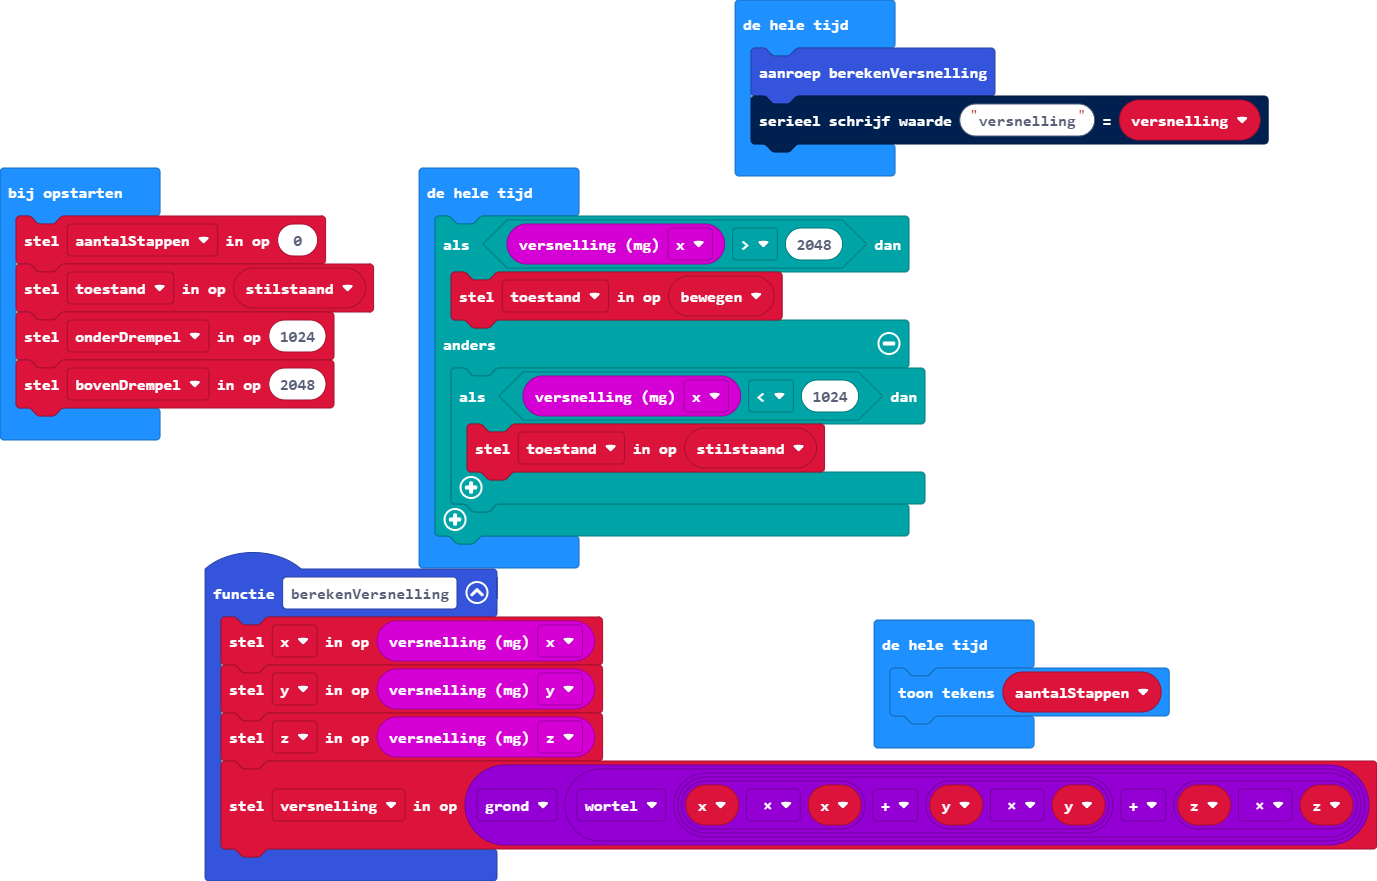 de hele tijd
aanroep berekenVersnelling
serieel schrijf waarde "versnelling" = versnelling
bij opstarten
stel aantalStappen in op 0
stel toestand in op stilstaand
stel onderDrempel in op 1024
stel bovenDrempel in op 2048
de hele tijd
als versnelling (mg) x > 2048 dan
stel toestand in op bewegen
anders
als versnelling (mg) x < 1024 dan
stel toestand in op stilstaand
functie berekenVersnelling
stel x in op versnelling (mg) x
stel y in op versnelling (mg) y
stel z in op versnelling (mg) z
stel versnelling in op grond wortel x × x + y × y + z × z
de hele tijd
toon tekens aantalStappen